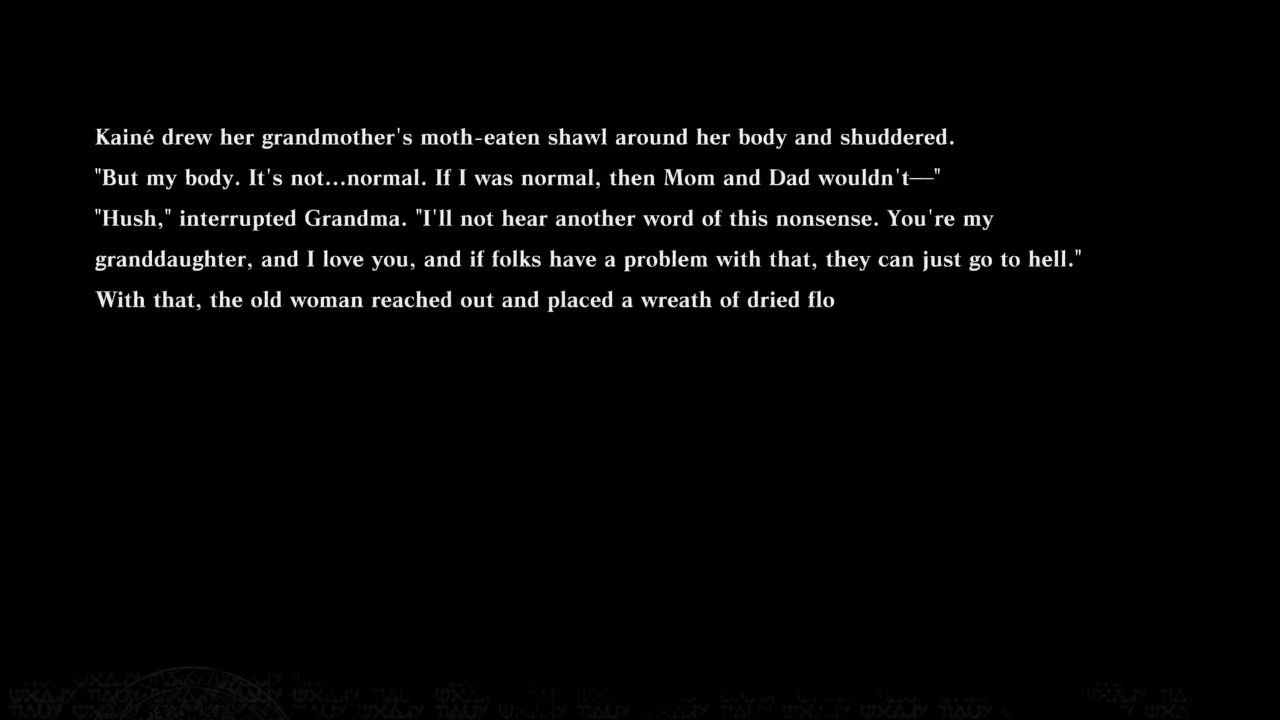 Kainé drew her grandmother's moth-eaten shawl around her body and shuddered.
"But my body. It's not...normal. If I was normal, then Mom and Dad wouldn't—"
"Hush," interrupted Grandma. "I'll not hear another word of this nonsense. You're my
granddaughter, and I love you, and if folks have a problem with that, they can just go to hell."
With that, the old woman reached out and placed a wreath of dried flo